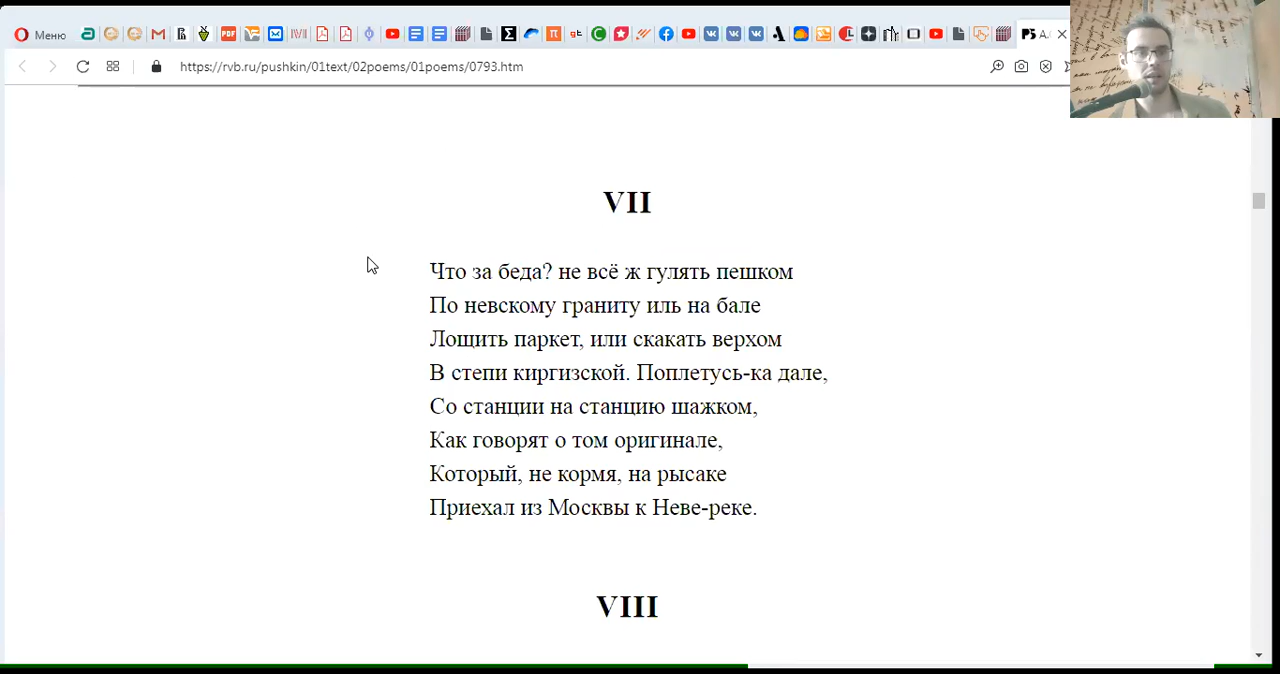 Меню
https://rvb.ru/pushkin/01text/02poems/01poems/0793.htm
VII
Что за беда? не всё ж гулять пешком
По невскому граниту иль на бале
Лощить паркет, или скакать верхом
В степи киргизской. Поплетусь-ка дале,
Со станции на станцию шажком,
Как говорят о том оригинале,
Который, не кормя, на рысаке
Приехал из Москвы к Неве-реке.
VIII